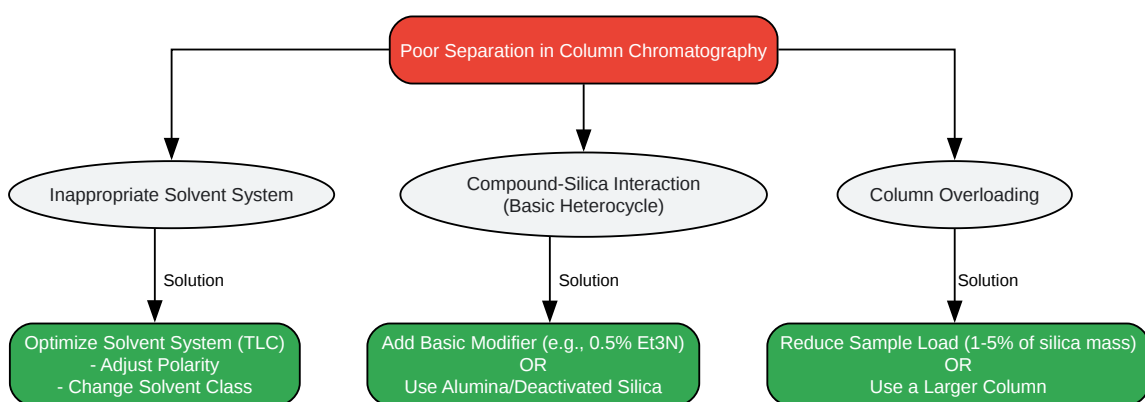 Poor Separation in Column Chromatography
Inappropriate Solvent System
Compound-Silica Interaction
(Basic Heterocycle)
Column Overloading
Solution
Solution
Solution
Optimize Solvent System (TLC)
- Adjust Polarity
- Change Solvent Class
Add Basic Modifier (e.g., 0.5% Et3N)
OR
Use Alumina/Deactivated Silica
Reduce Sample Load (1-5% of silica mass)
OR
Use a Larger Column